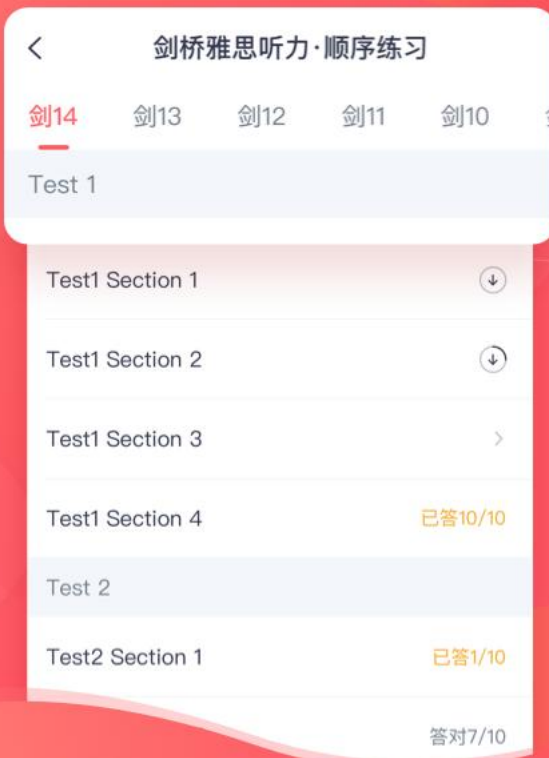 剑桥雅思听力·顺序练习
剑14 剑13 剑12 剑11 剑10
Test 1
Test1 Section 1
Test1 Section 2
Test1 Section 3
Test1 Section 4 已答10/10
Test 2
Test2 Section 1 已答1/10
答对7/10